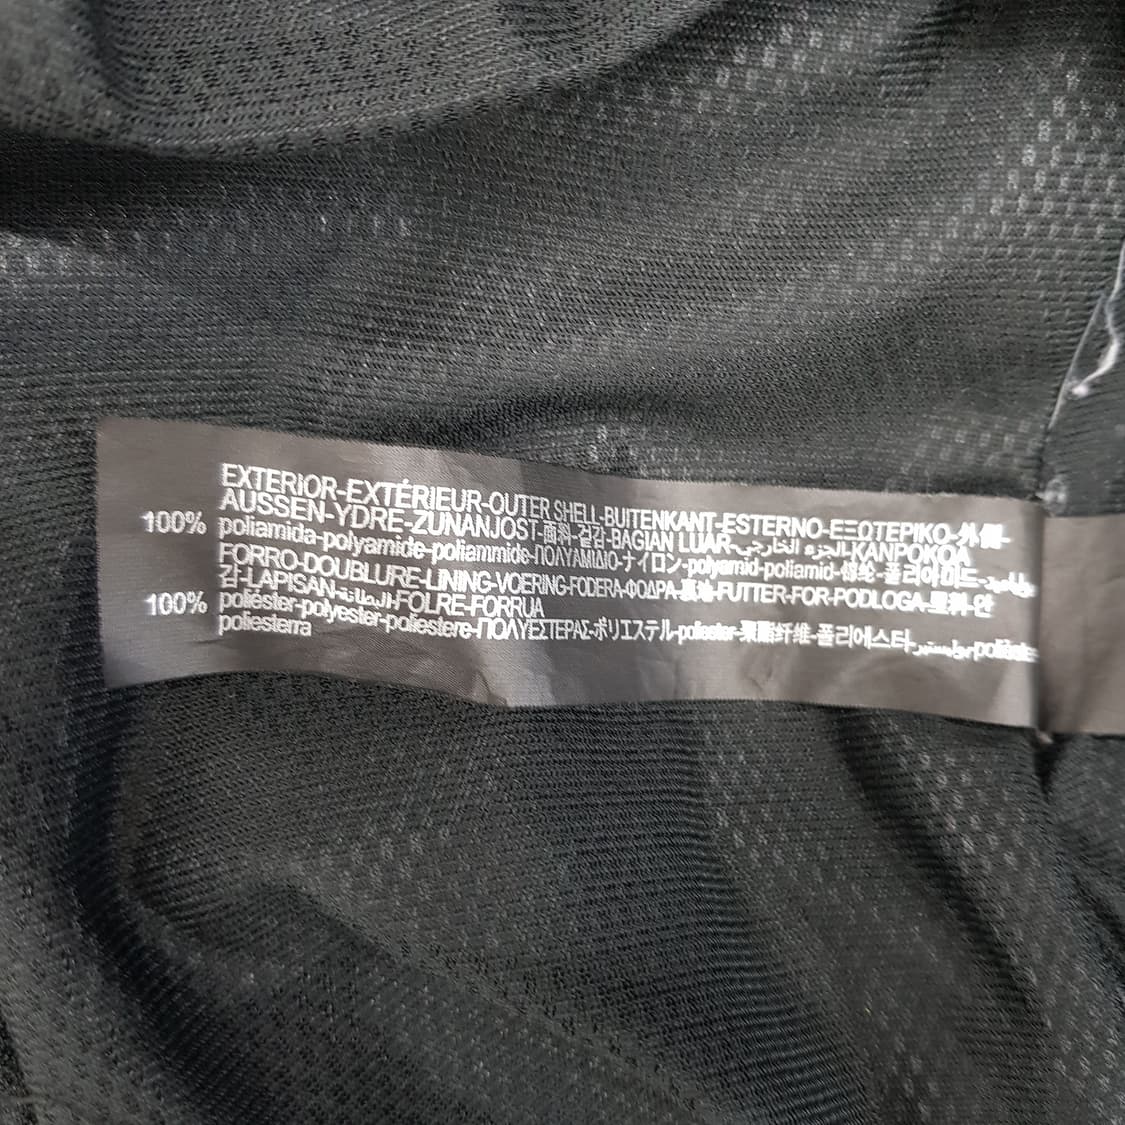 EXTERIOR-EXTÉRIEUR-OUTER SHELL-BUITENKANT-ESTERNO-ΕΞΩΤΕΡΙΚΟ-外側-
AUSSEN-YDRE-ZUNANJOST-面料-겉감-BAGIAN LUAR-الجزء الخارجي-KANPOKOA
100% poliamida-polyamide-poliammide-ΠΟΛΥΑΜΙΔΙΟ-ナイロン-polyamid-poliamid-锦纶-폴리아미드-
FORRO-DOUBLURE-LINING-VOERING-FODERA-ΦΟΔΡΑ-裏地-FUTTER-FOR-PODLOGA-里料-안
감-LAPISAN-البطانة-FOLRE-FORRUA
100% poliéster-polyester-poliestere-ΠΟΛΥΕΣΤΕΡΑΣ-ポリエステル-poliester-聚酯纤维-폴리에스터-بوليستير-
poliesterra